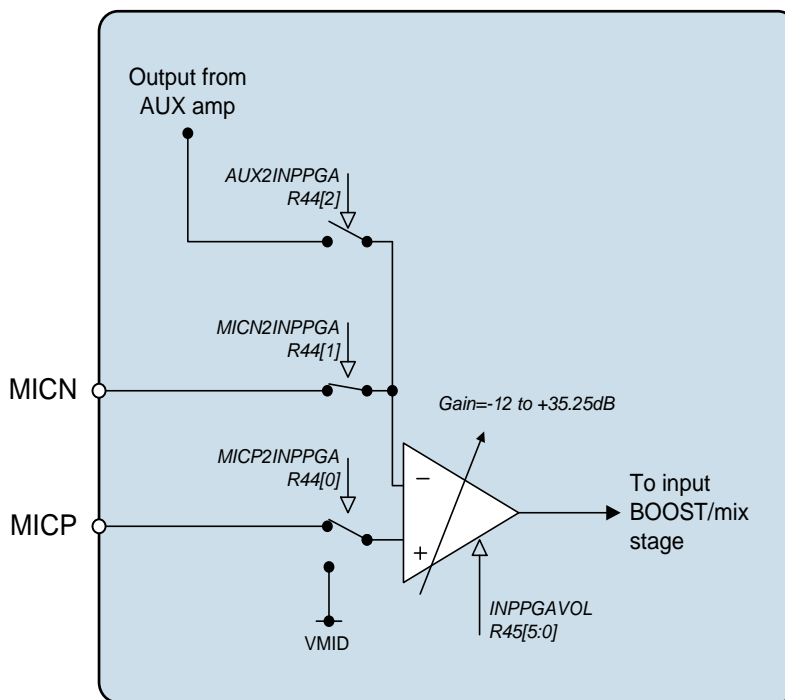 Output from
AUX amp
AUX2INPPGA
R44[2]
MICN2INPPGA
R44[1]
MICN
Gain=-12 to +35.25dB
MICP2INPPGA
R44[0]
MICP
−
+
To input
BOOST/mix
stage
VMID
INPPGAVOL
R45[5:0]